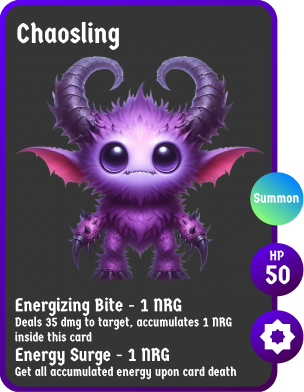 Chaosling
Summon
HP
50
Energizing Bite - 1 NRG
Deals 35 dmg to target, accumulates 1 NRG
inside this card
Energy Surge - 1 NRG
Get all accumulated energy upon card death